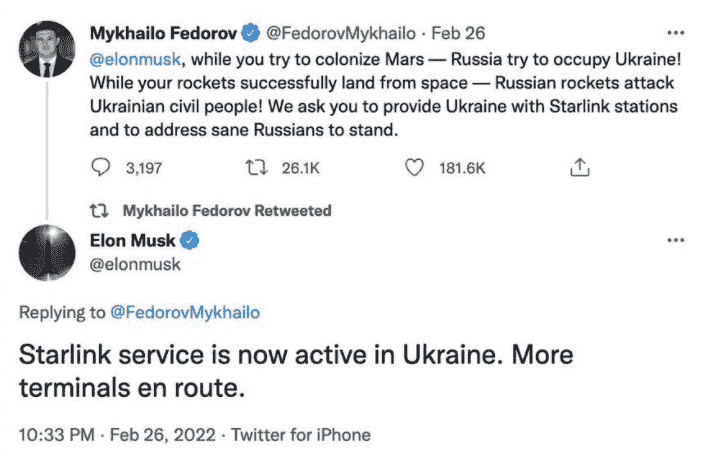 Mykhailo Fedorov @FedorovMykhailo · Feb 26
@elonmusk, while you try to colonize Mars — Russia try to occupy Ukraine!
While your rockets successfully land from space — Russian rockets attack
Ukrainian civil people! We ask you to provide Ukraine with Starlink stations
and to address sane Russians to stand.
3,197 26.1K 181.6K
Mykhailo Fedorov Retweeted
Elon Musk
@elonmusk
Replying to @FedorovMykhailo
Starlink service is now active in Ukraine. More
terminals en route.
10:33 PM · Feb 26, 2022 · Twitter for iPhone